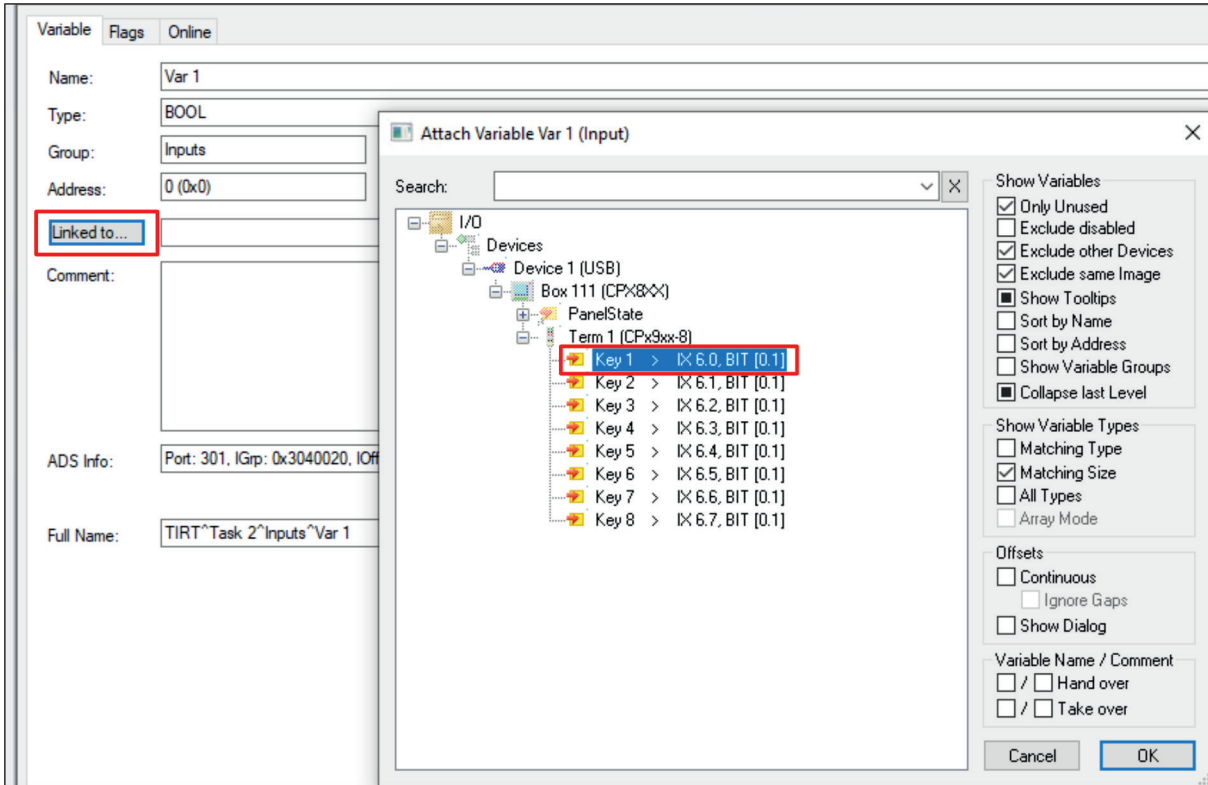 Variable Flags Online
Name: Var 1
Type: BOOL
Group: Inputs
Address: 0 (0x0)
Linked to...
Comment:
ADS Info: Port: 301, IGrp: 0x3040020, IOff
Full Name: TIRT^Task 2^Inputs^Var 1
Attach Variable Var 1 (Input)
Search:
X
I/O
Devices
Device 1 (USB)
Box 111 (CPX8XX)
PanelState
Term 1 (CPx9xx-8)
Key 1 > IX 6.0, BIT [0.1]
Key 2 > IX 6.1, BIT [0.1]
Key 3 > IX 6.2, BIT [0.1]
Key 4 > IX 6.3, BIT [0.1]
Key 5 > IX 6.4, BIT [0.1]
Key 6 > IX 6.5, BIT [0.1]
Key 7 > IX 6.6, BIT [0.1]
Key 8 > IX 6.7, BIT [0.1]
Show Variables
Only Unused
Exclude disabled
Exclude other Devices
Exclude same Image
Show Tooltips
Sort by Name
Sort by Address
Show Variable Groups
Collapse last Level
Show Variable Types
Matching Type
Matching Size
All Types
Array Mode
Offsets
Continuous
Ignore Gaps
Show Dialog
Variable Name / Comment
/ Hand over
/ Take over
Cancel OK